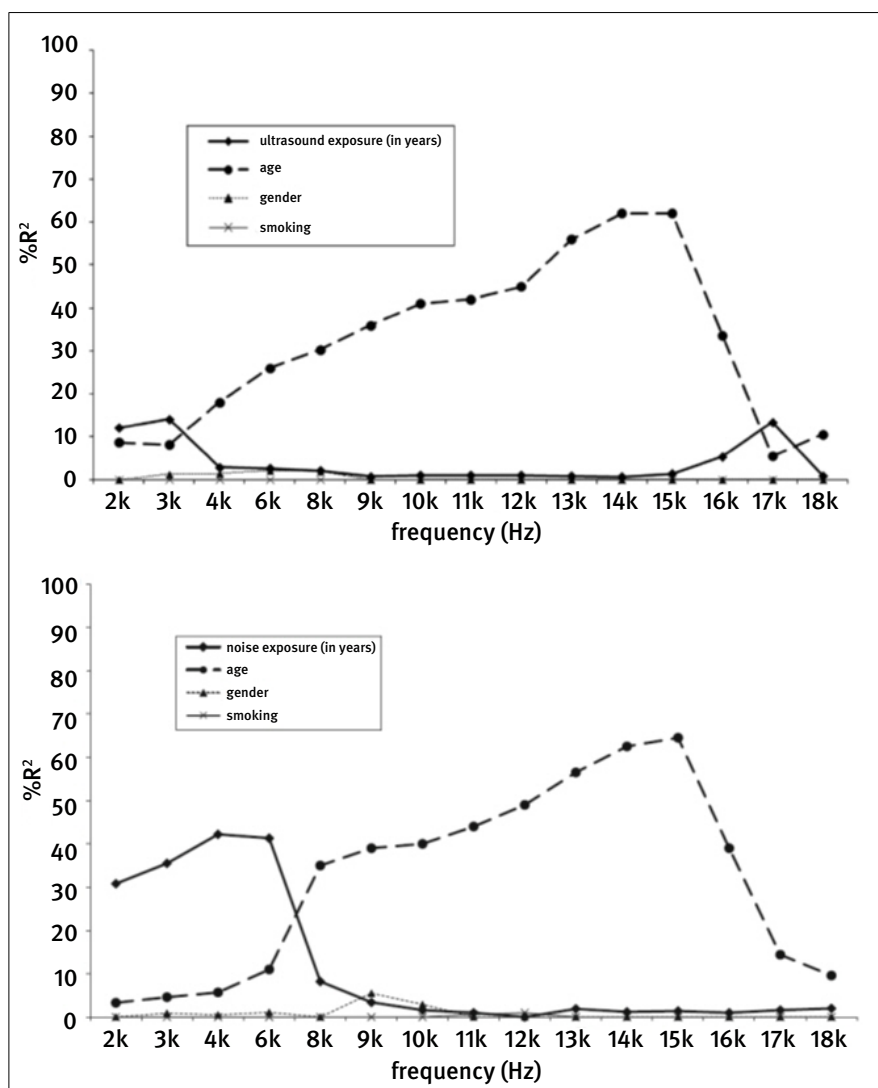 100
90
80
70
60
50
40
30
20
10
0
%R²
ultrasound exposure (in years)
age
gender
smoking
2k 3k 4k 6k 8k 9k 10k 11k 12k 13k 14k 15k 16k 17k 18k
frequency (Hz)
100
90
80
70
60
50
40
30
20
10
0
%R²
noise exposure (in years)
age
gender
smoking
2k 3k 4k 6k 8k 9k 10k 11k 12k 13k 14k 15k 16k 17k 18k
frequency (Hz)